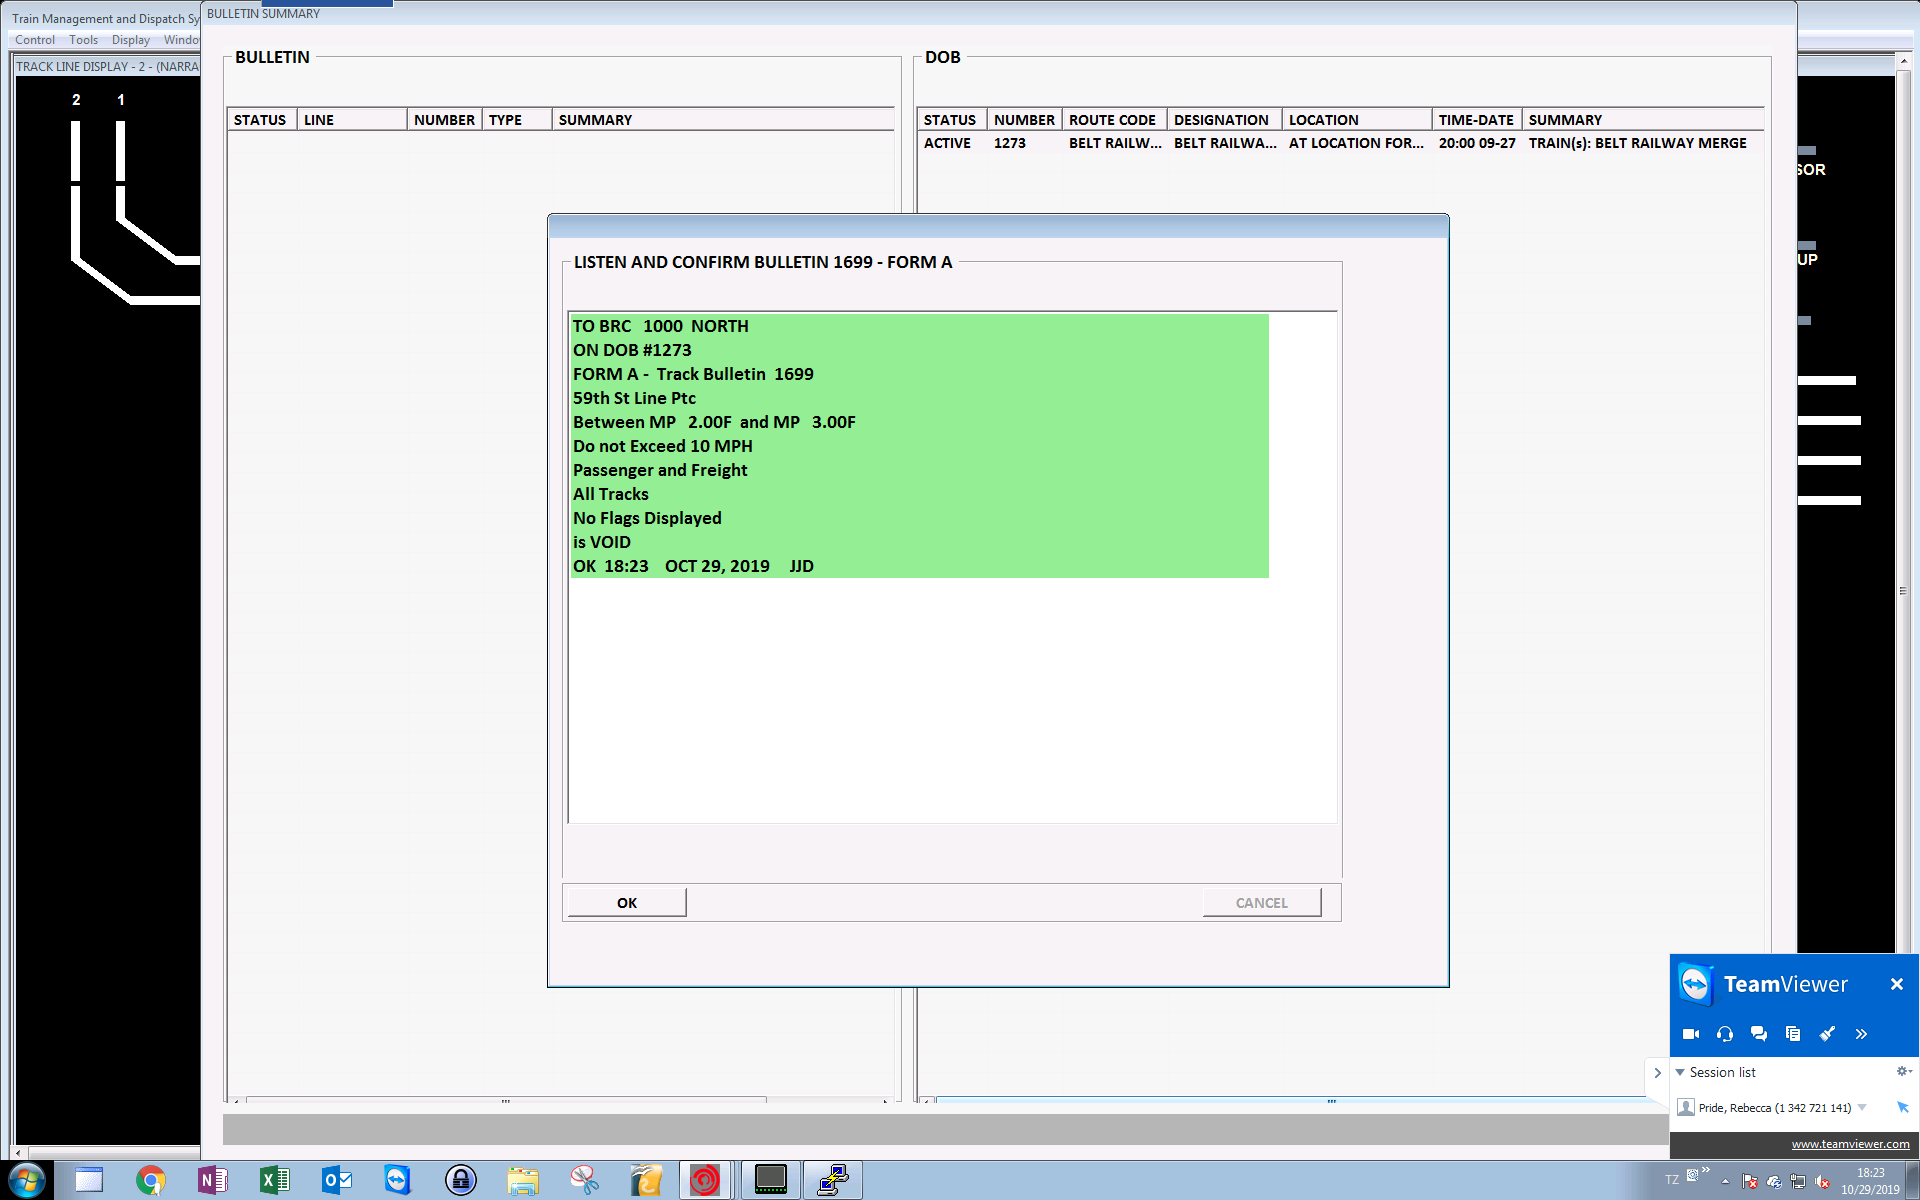 BULLETIN SUMMARY
Train Management and Dispatch Sy
Control Tools Display Windo
TRACK LINE DISPLAY - 2 - (NARRA
2 1
BULLETIN
STATUS LINE NUMBER TYPE SUMMARY
DOB
STATUS NUMBER ROUTE CODE DESIGNATION LOCATION TIME-DATE SUMMARY
ACTIVE 1273 BELT RAILW... BELT RAILWA... AT LOCATION FOR... 20:00 09-27 TRAIN(s): BELT RAILWAY MERGE
SOR
UP
LISTEN AND CONFIRM BULLETIN 1699 - FORM A
TO BRC 1000 NORTH
ON DOB #1273
FORM A - Track Bulletin 1699
59th St Line Ptc
Between MP 2.00F and MP 3.00F
Do not Exceed 10 MPH
Passenger and Freight
All Tracks
No Flags Displayed
is VOID
OK 18:23 OCT 29, 2019 JJD
OK CANCEL
TeamViewer
Session list
Pride, Rebecca (1 342 721 141)
www.teamviewer.com
TZ
18:23
10/29/2019